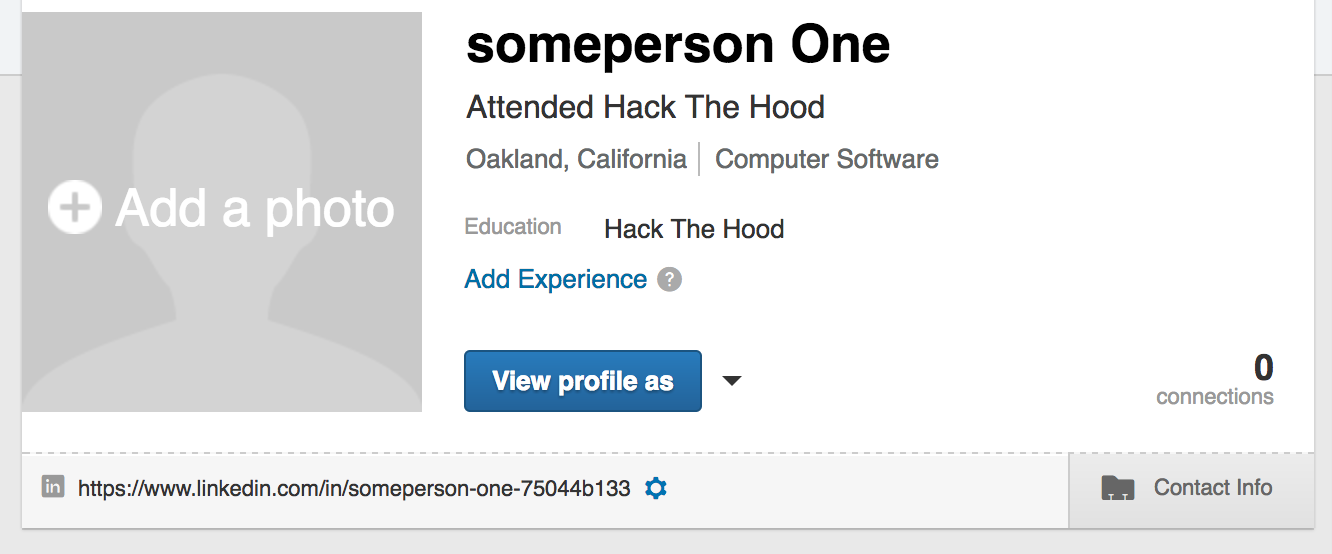 someperson One
Attended Hack The Hood
Oakland, California | Computer Software
Education Hack The Hood
Add Experience ?
Add a photo
View profile as
0
connections
in https://www.linkedin.com/in/someperson-one-75044b133
Contact Info